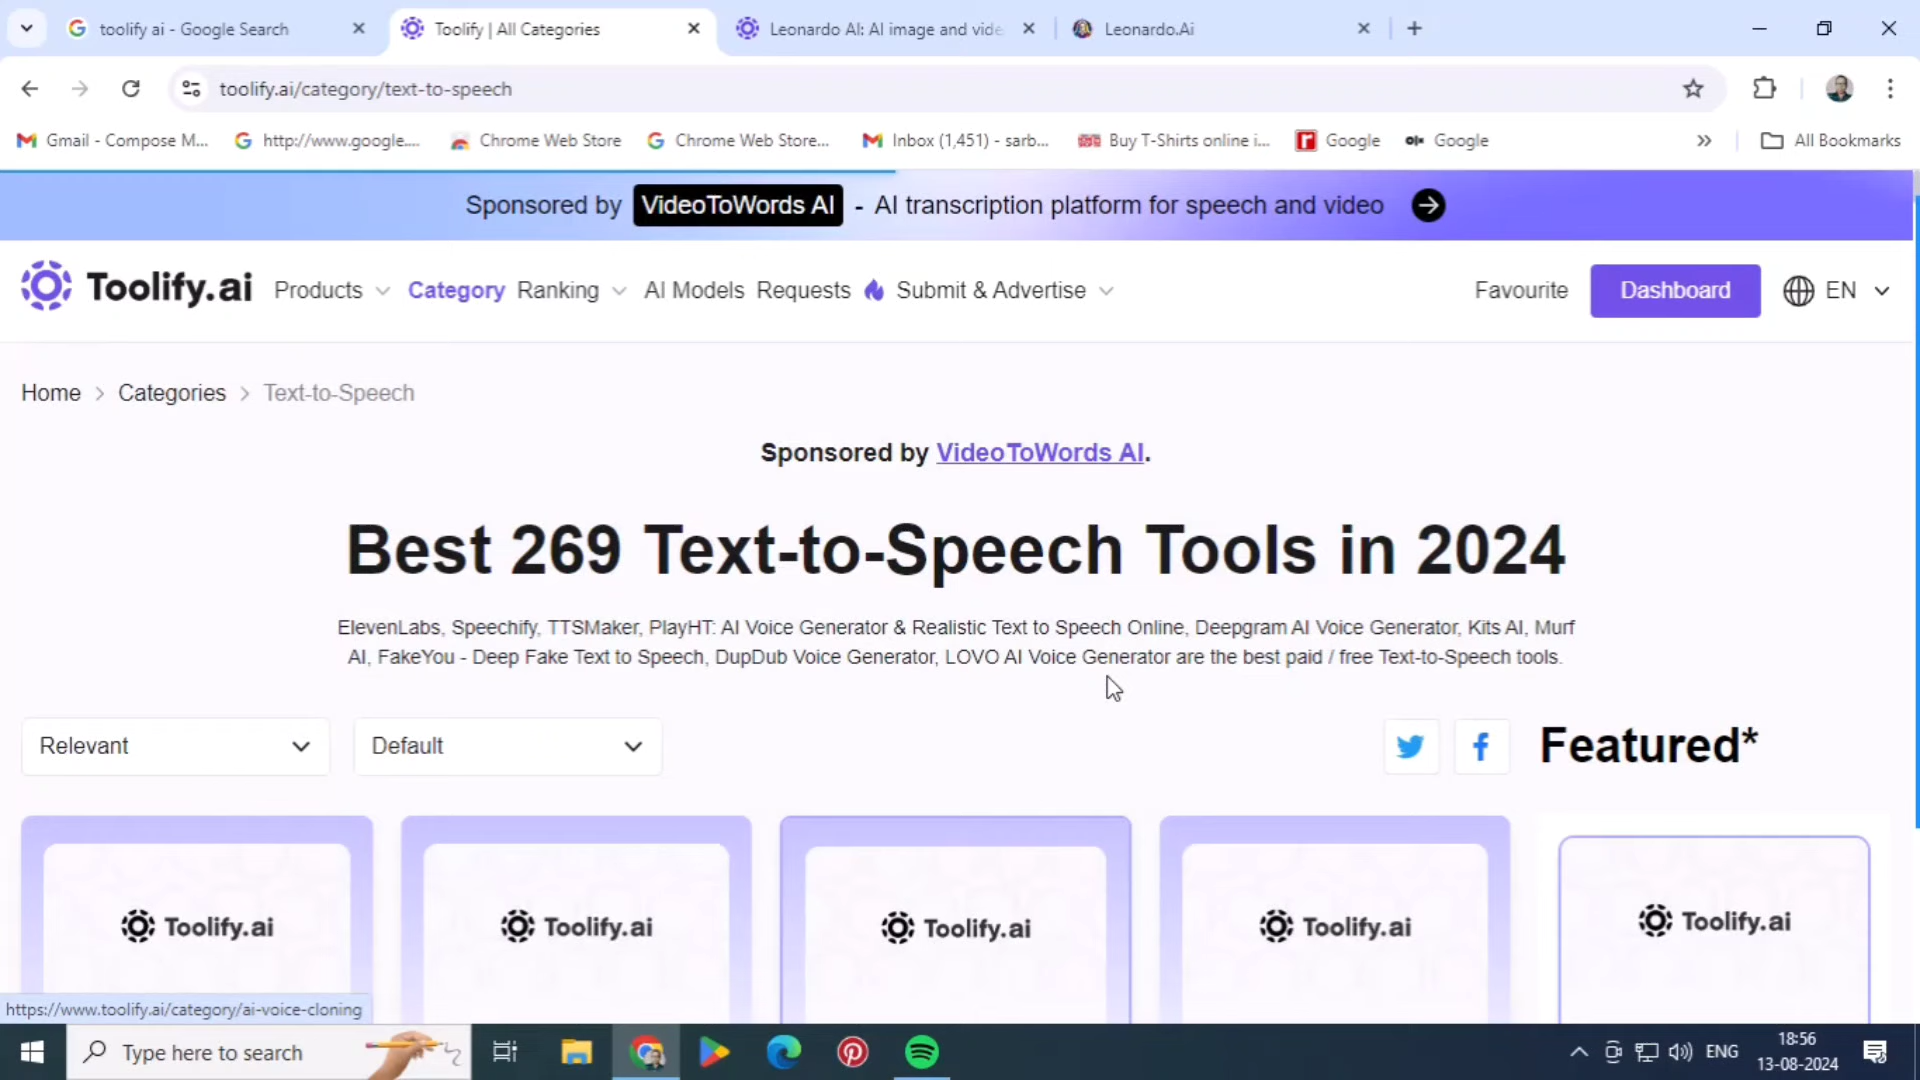 toolify ai - Google Search
Toolify | All Categories
Leonardo AI: AI image and vide
Leonardo.Ai
toolify.ai/category/text-to-speech
Gmail - Compose M...
http://www.google....
Chrome Web Store
Chrome Web Store...
Inbox (1,451) - sarb...
Buy T-Shirts online i...
Google
Google
All Bookmarks
Sponsored by VideoToWords AI - AI transcription platform for speech and video
Toolify.ai
Products
Category
Ranking
AI Models
Requests
Submit & Advertise
Favourite
Dashboard
EN
Home > Categories > Text-to-Speech
Sponsored by VideoToWords AI.
Best 269 Text-to-Speech Tools in 2024
ElevenLabs, Speechify, TTSMaker, PlayHT: AI Voice Generator & Realistic Text to Speech Online, Deepgram AI Voice Generator, Kits AI, Murf
AI, FakeYou - Deep Fake Text to Speech, DupDub Voice Generator, LOVO AI Voice Generator are the best paid / free Text-to-Speech tools.
Relevant
Default
Featured*
Toolify.ai
Toolify.ai
Toolify.ai
Toolify.ai
Toolify.ai
https://www.toolify.ai/category/ai-voice-cloning
Type here to search
ENG
18:56
13-08-2024